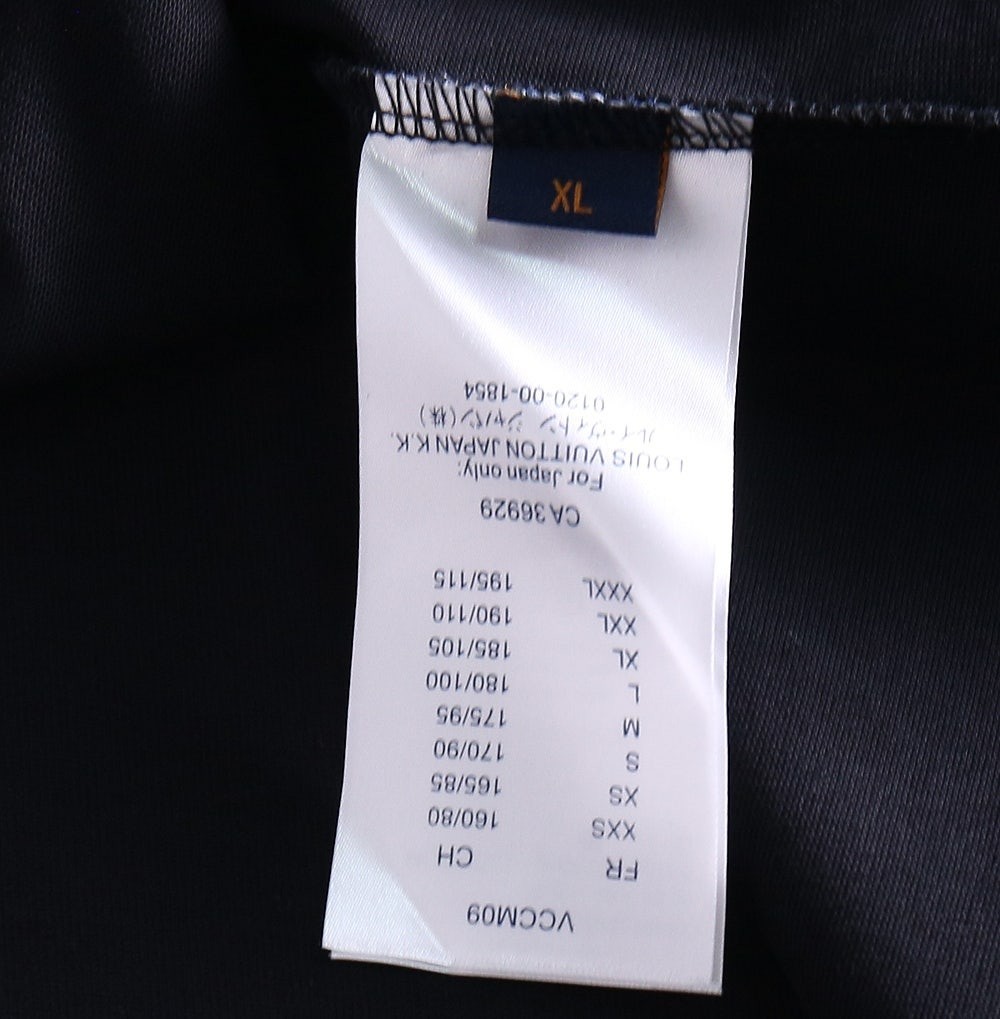 XL
VCCM09
FR CH
XXS 160/80
XS 165/85
S 170/90
M 175/95
L 180/100
XL 185/105
XXL 190/110
XXXL 195/115
CA 36929
For Japan only:
LOUIS VUITTON JAPAN K.K.
ルイ・ヴィトン ジャパン(株)
0120-00-1854